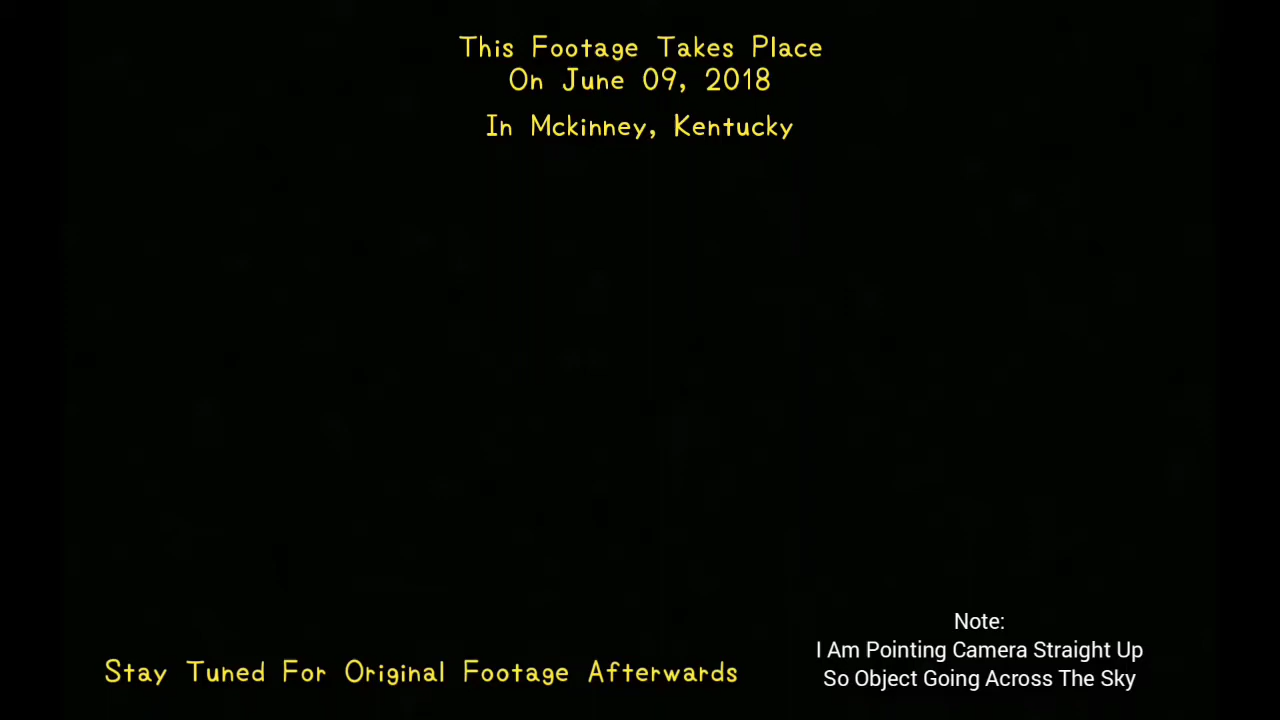 This Footage Takes Place
On June 09, 2018
In Mckinney, Kentucky
Stay Tuned For Original Footage Afterwards
Note:
I Am Pointing Camera Straight Up
So Object Going Across The Sky